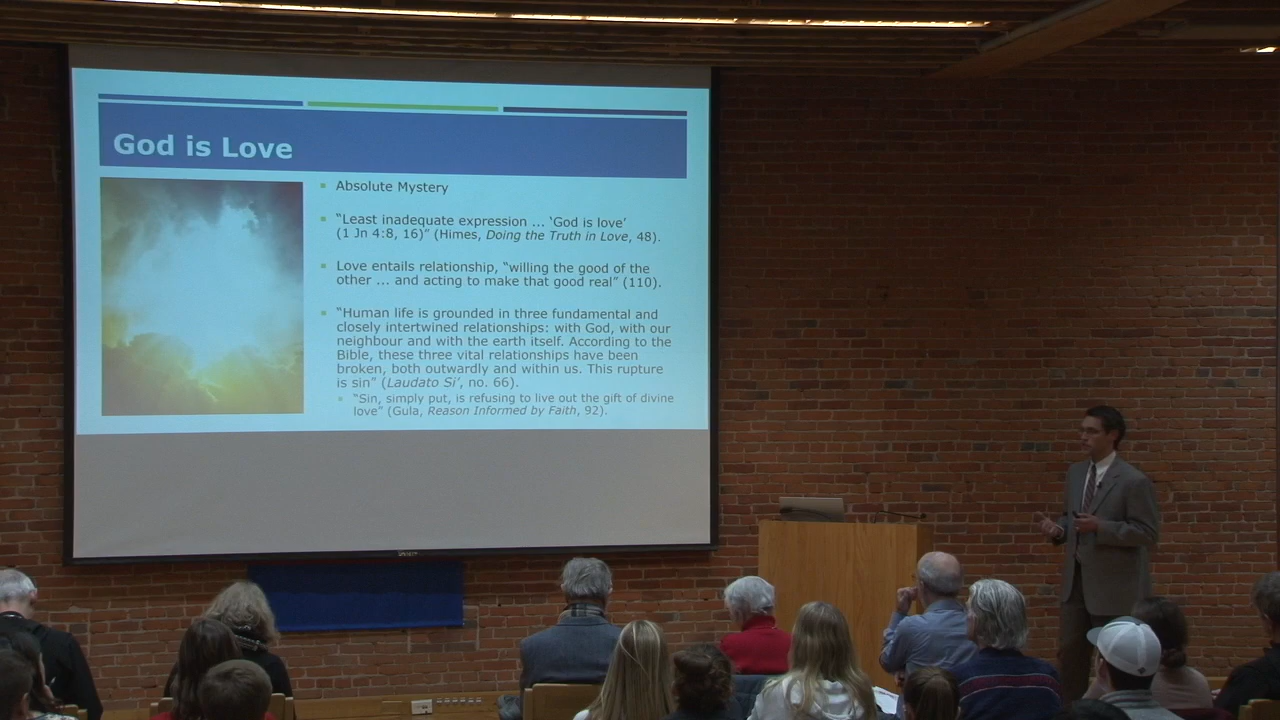 God is Love
Absolute Mystery
“Least inadequate expression ... ‘God is love’
(1 Jn 4:8, 16)” (Himes, Doing the Truth in Love, 48).
Love entails relationship, “willing the good of the
other ... and acting to make that good real” (110).
“Human life is grounded in three fundamental and
closely intertwined relationships: with God, with our
neighbour and with the earth itself. According to the
Bible, these three vital relationships have been
broken, both outwardly and within us. This rupture
is sin” (Laudato Si’, no. 66).
“Sin, simply put, is refusing to live out the gift of divine
love” (Gula, Reason Informed by Faith, 92).